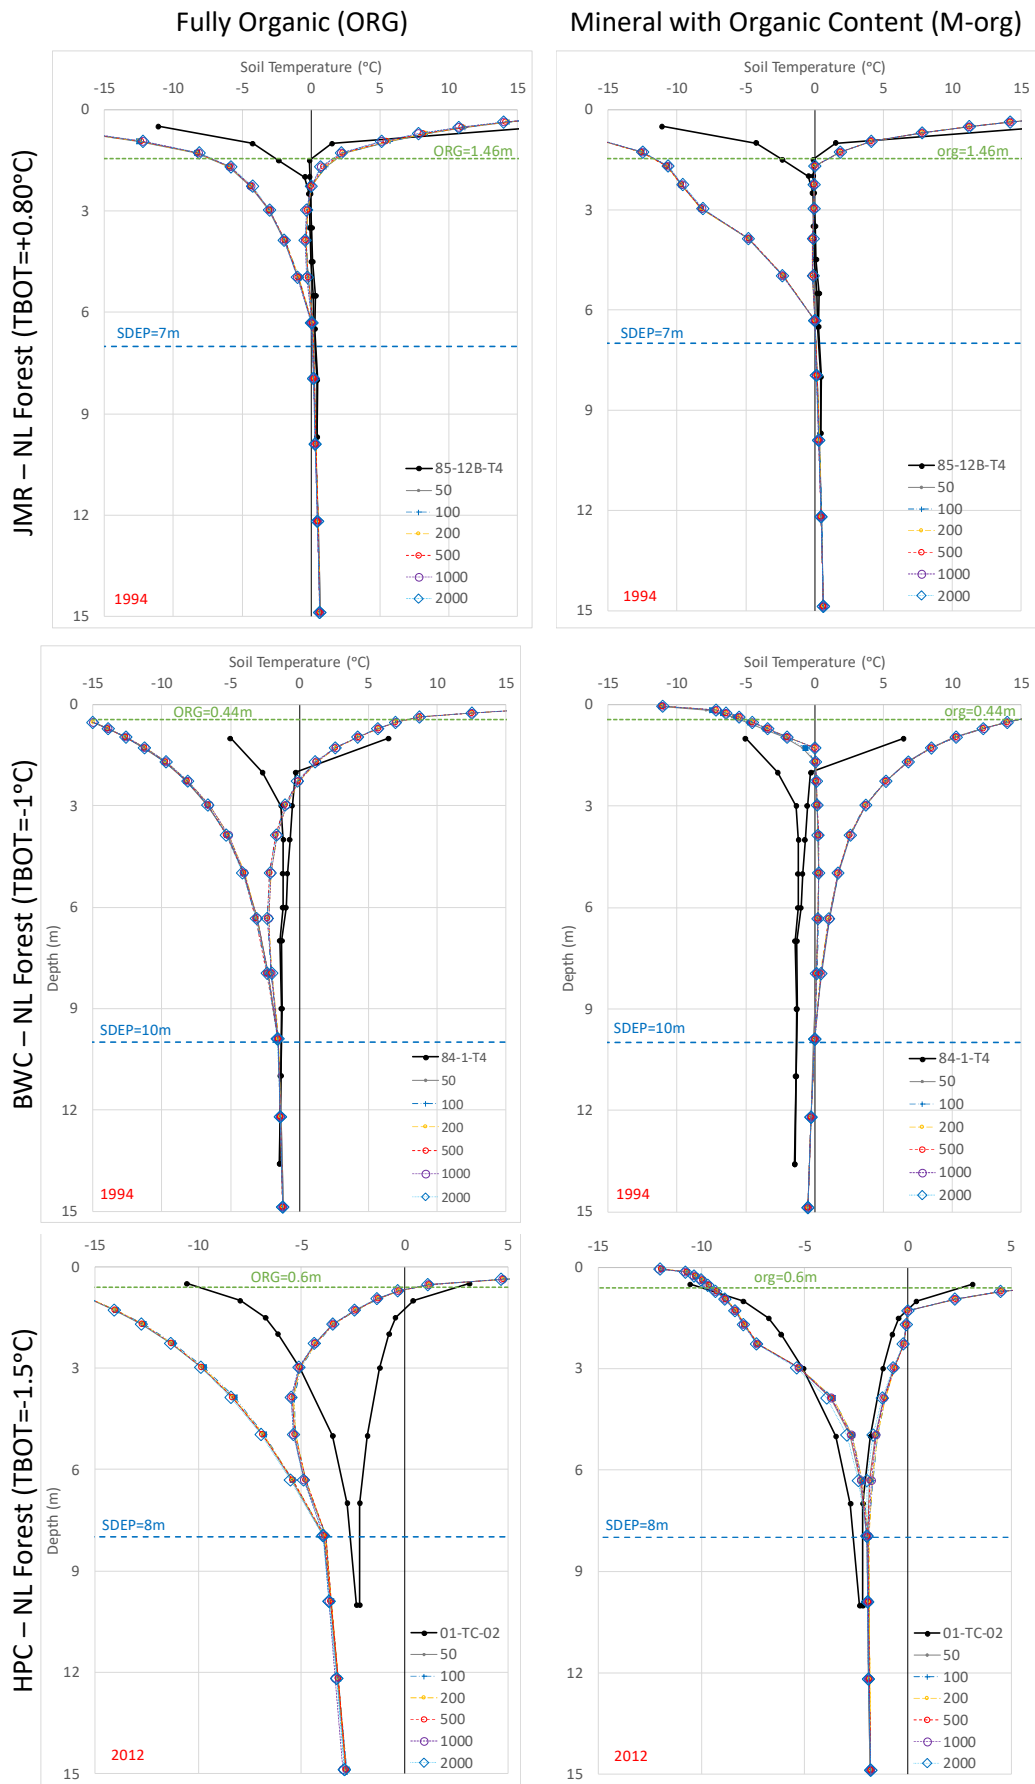 Fully Organic (ORG)
Mineral with Organic Content (M-org)
JMR – NL Forest (TBOT=+0.80°C)
Soil Temperature (°C)
-15 -10 -5 0 5 10 15
0
3
6
9
12
15
ORG=1.46m
SDEP=7m
85-12B-T4
50
100
200
500
1000
2000
1994
Soil Temperature (°C)
-15 -10 -5 0 5 10 15
0
3
6
9
12
15
org=1.46m
SDEP=7m
85-12B-T4
50
100
200
500
1000
2000
1994
BWC – NL Forest (TBOT=-1°C)
Soil Temperature (°C)
-15 -10 -5 0 5 10 15
Depth (m)
0
3
6
9
12
15
ORG=0.44m
SDEP=10m
84-1-T4
50
100
200
500
1000
2000
1994
Soil Temperature (°C)
-15 -10 -5 0 5 10 15
Depth (m)
0
3
6
9
12
15
org=0.44m
SDEP=10m
84-1-T4
50
100
200
500
1000
2000
1994
HPC – NL Forest (TBOT=-1.5°C)
-15 -10 -5 0 5
Depth (m)
0
3
6
9
12
15
ORG=0.6m
SDEP=8m
01-TC-02
50
100
200
500
1000
2000
2012
-15 -10 -5 0 5
Depth (m)
0
3
6
9
12
15
org=0.6m
SDEP=8m
01-TC-02
50
100
200
500
1000
2000
2012